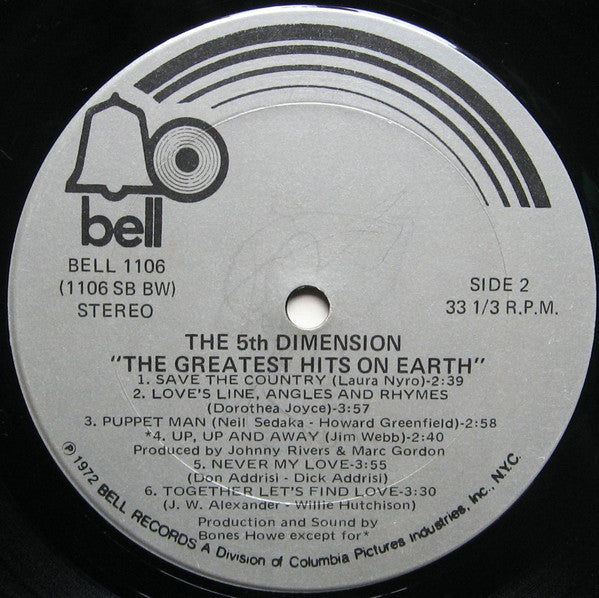 bell
BELL 1106
(1106 SB BW)
STEREO
SIDE 2
33 1/3 R.P.M.
THE 5th DIMENSION
"THE GREATEST HITS ON EARTH"
1. SAVE THE COUNTRY (Laura Nyro)-2:39
2. LOVE'S LINE, ANGLES AND RHYMES
(Dorothea Joyce)-3:57
3. PUPPET MAN (Neil Sedaka - Howard Greenfield)-2:58
*4. UP, UP AND AWAY (Jim Webb)-2:40
Produced by Johnny Rivers & Marc Gordon
5. NEVER MY LOVE-3:55
(Don Addrisi - Dick Addrisi)
6. TOGETHER LET'S FIND LOVE-3:30
(J. W. Alexander - Willie Hutchison)
Production and Sound by
Bones Howe except for*
℗ 1972 BELL RECORDS A Division of Columbia Pictures Industries, Inc., N.Y.C.